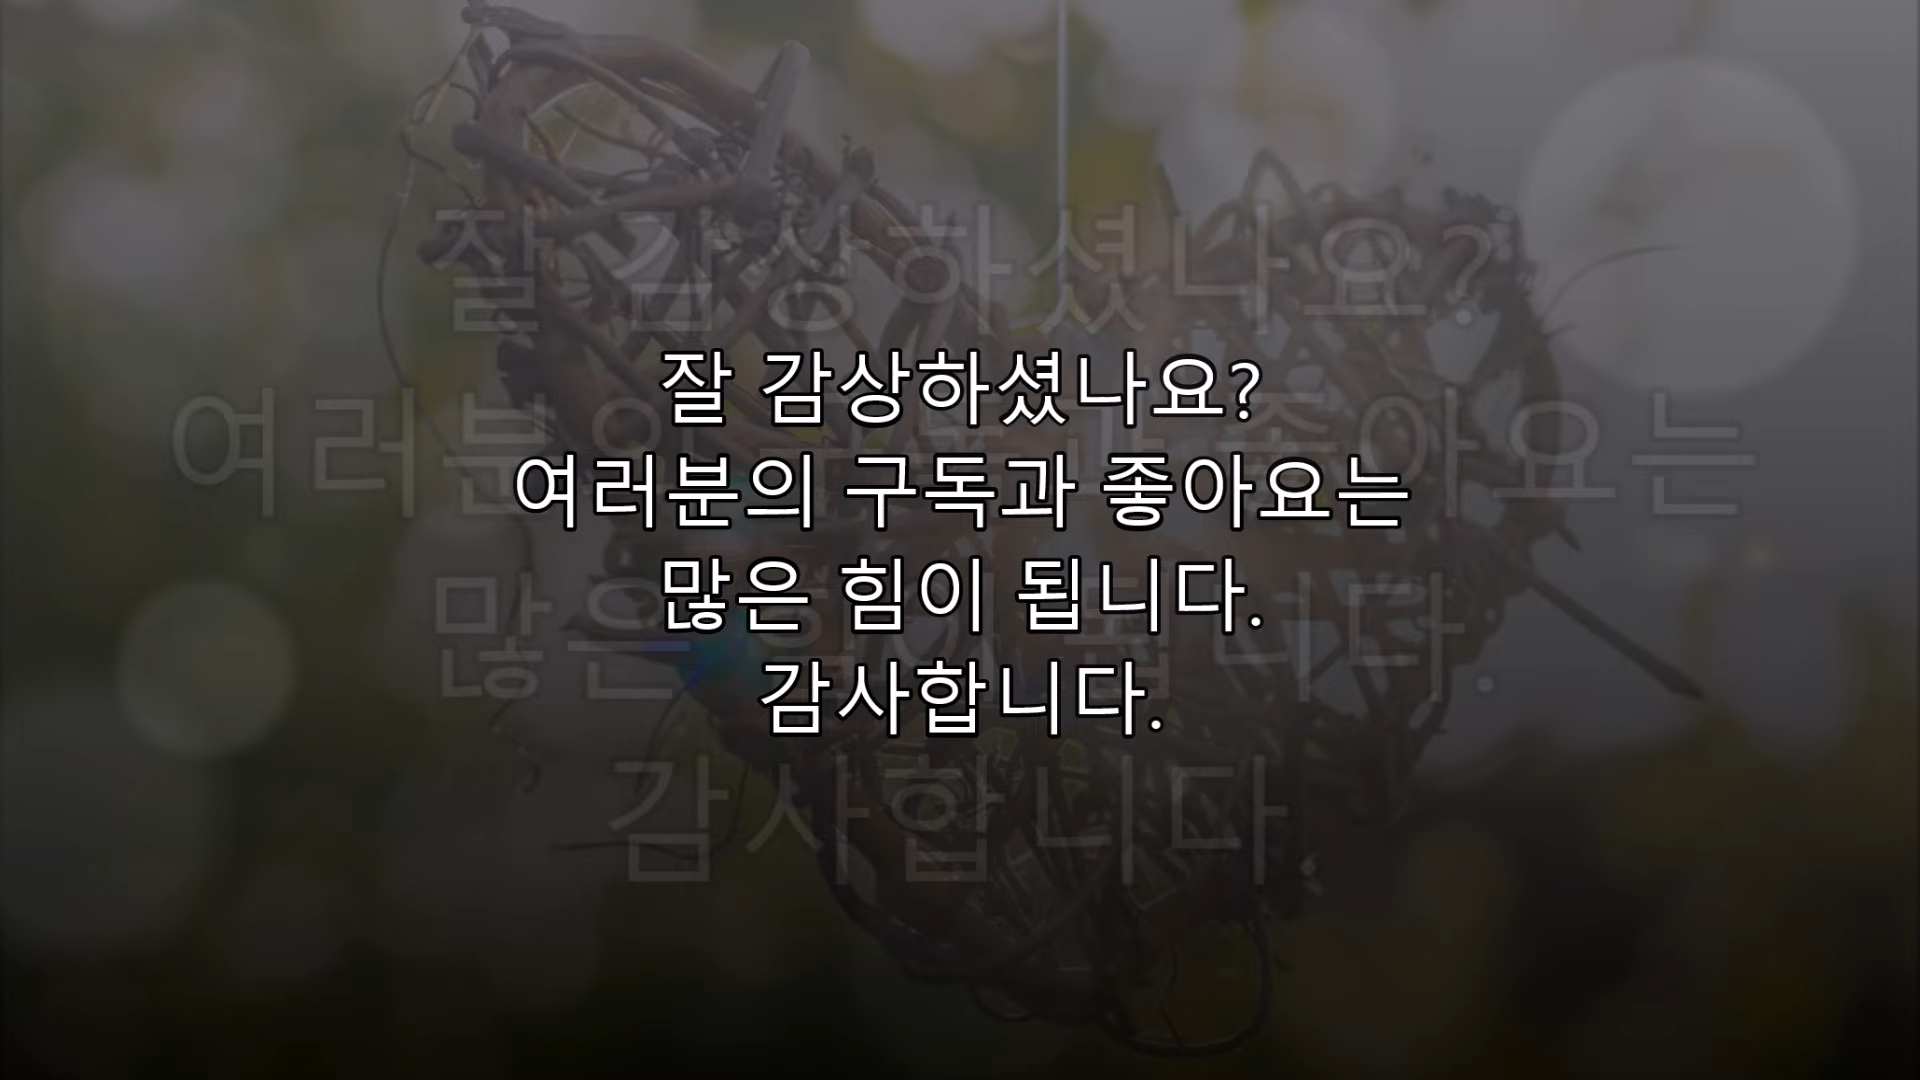 잘 감상하셨나요?
여러분의 구독과 좋아요는
많은 힘이 됩니다.
감사합니다.